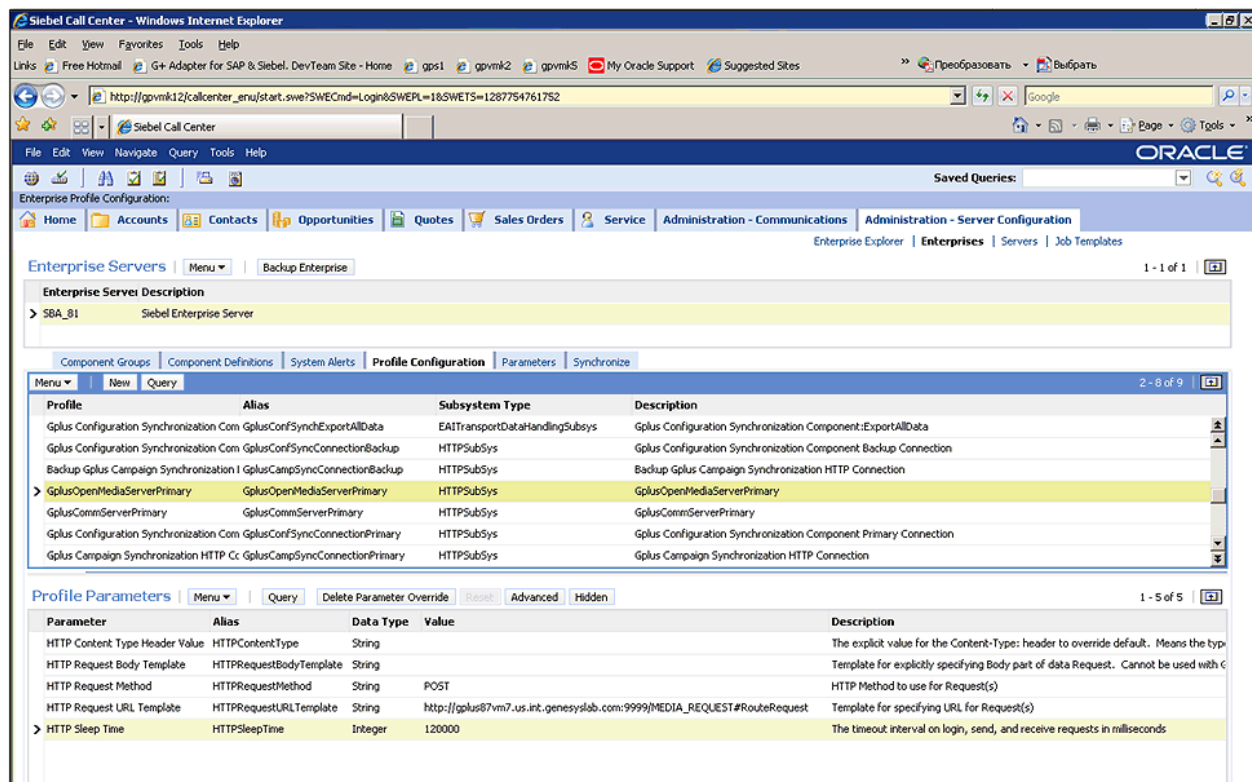 Siebel Call Center - Windows Internet Explorer
File Edit View Favorites Tools Help
Links Free Hotmail G+ Adapter for SAP & Siebel. DevTeam Site - Home gps1 gpvmk2 gpvmk5 My Oracle Support Suggested Sites » Преобразовать Выбрать
http://gpvmk12/callcenter_enu/start.swe?SWECmd=Login&SWEPL=1&SWETS=1287754761752 Google
Siebel Call Center Page Tools »
File Edit View Navigate Query Tools Help ORACLE
Saved Queries:
Enterprise Profile Configuration:
Home Accounts Contacts Opportunities Quotes Sales Orders Service Administration - Communications Administration - Server Configuration
Enterprise Explorer | Enterprises | Servers | Job Templates
Enterprise Servers Menu Backup Enterprise 1 - 1 of 1
Enterprise Server Description
SBA_81 Siebel Enterprise Server
Component Groups Component Definitions System Alerts Profile Configuration Parameters Synchronize
Menu New Query 2 - 8 of 9
Profile Alias Subsystem Type Description
Gplus Configuration Synchronization Com GplusConfSynchExportAllData EAITransportDataHandlingSubsys Gplus Configuration Synchronization Component:ExportAllData
Gplus Configuration Synchronization Com GplusConfSyncConnectionBackup HTTPSubSys Gplus Configuration Synchronization Component Backup Connection
Backup Gplus Campaign Synchronization I GplusCampSyncConnectionBackup HTTPSubSys Backup Gplus Campaign Synchronization HTTP Connection
GplusOpenMediaServerPrimary GplusOpenMediaServerPrimary HTTPSubSys GplusOpenMediaServerPrimary
GplusCommServerPrimary GplusCommServerPrimary HTTPSubSys GplusCommServerPrimary
Gplus Configuration Synchronization Com GplusConfSyncConnectionPrimary HTTPSubSys Gplus Configuration Synchronization Component Primary Connection
Gplus Campaign Synchronization HTTP Cc GplusCampSyncConnectionPrimary HTTPSubSys Gplus Campaign Synchronization HTTP Connection
Profile Parameters Menu Query Delete Parameter Override Reset Advanced Hidden 1 - 5 of 5
Parameter Alias Data Type Value Description
HTTP Content Type Header Value HTTPContentType String The explicit value for the Content-Type: header to override default. Means the typ
HTTP Request Body Template HTTPRequestBodyTemplate String Template for explicitly specifying Body part of data Request. Cannot be used with G
HTTP Request Method HTTPRequestMethod String POST HTTP Method to use for Request(s)
HTTP Request URL Template HTTPRequestURLTemplate String http://gplus87vm7.us.int.genesyslab.com:9999/MEDIA_REQUEST#RouteRequest Template for specifying URL for Request(s)
HTTP Sleep Time HTTPSleepTime Integer 120000 The timeout interval on login, send, and receive requests in milliseconds